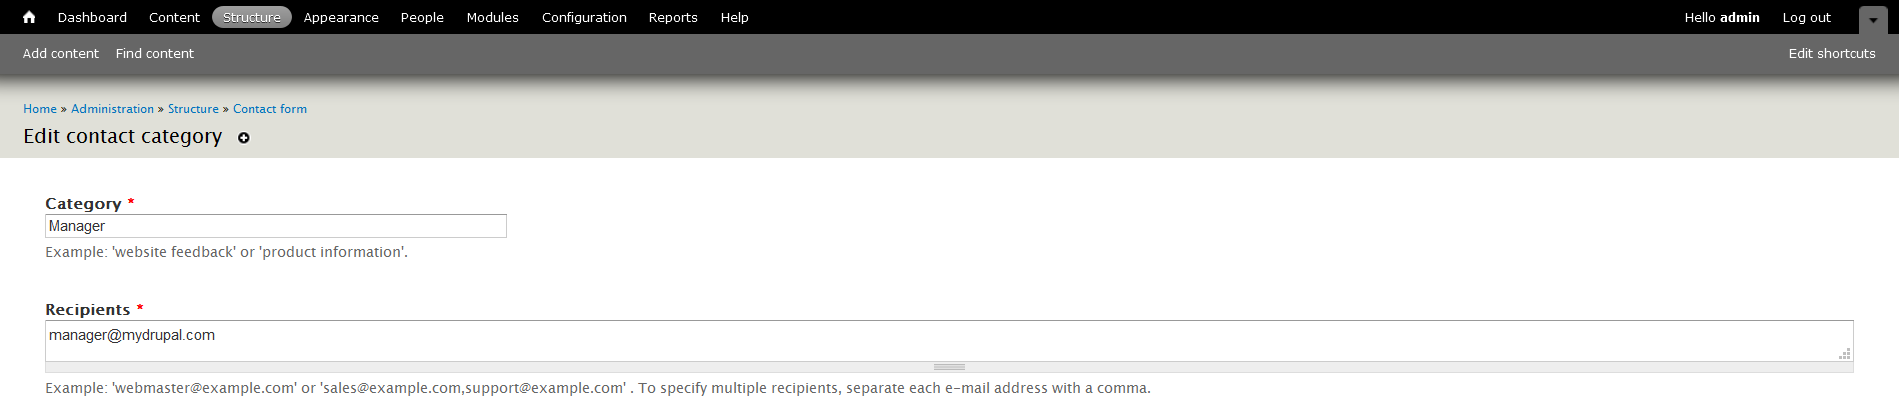 Dashboard Content Structure Appearance People Modules Configuration Reports Help Hello admin Log out
Add content Find content Edit shortcuts
Home » Administration » Structure » Contact form
Edit contact category
Category *
Manager
Example: 'website feedback' or 'product information'.
Recipients *
manager@mydrupal.com
Example: 'webmaster@example.com' or 'sales@example.com,support@example.com' . To specify multiple recipients, separate each e-mail address with a comma.